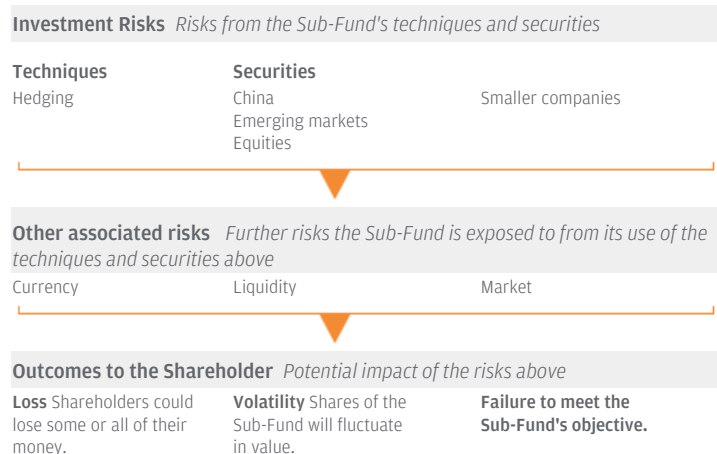 Investment Risks Risks from the Sub-Fund's techniques and securities
Techniques
Hedging
Securities
China
Emerging markets
Equities
Smaller companies
Other associated risks Further risks the Sub-Fund is exposed to from its use of the
techniques and securities above
Currency
Liquidity
Market
Outcomes to the Shareholder Potential impact of the risks above
Loss Shareholders could
lose some or all of their
money.
Volatility Shares of the
Sub-Fund will fluctuate
in value.
Failure to meet the
Sub-Fund's objective.